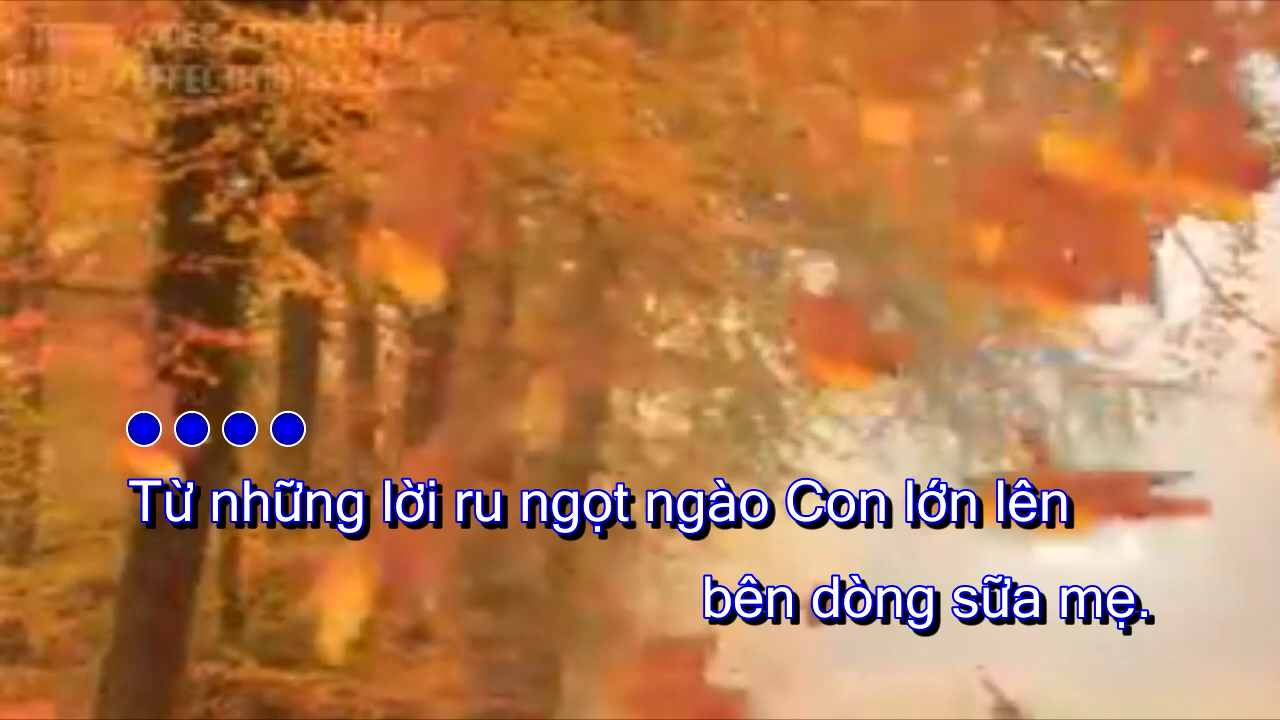 Từ những lời ru ngọt ngào Con lớn lên
bên dòng sữa mẹ.